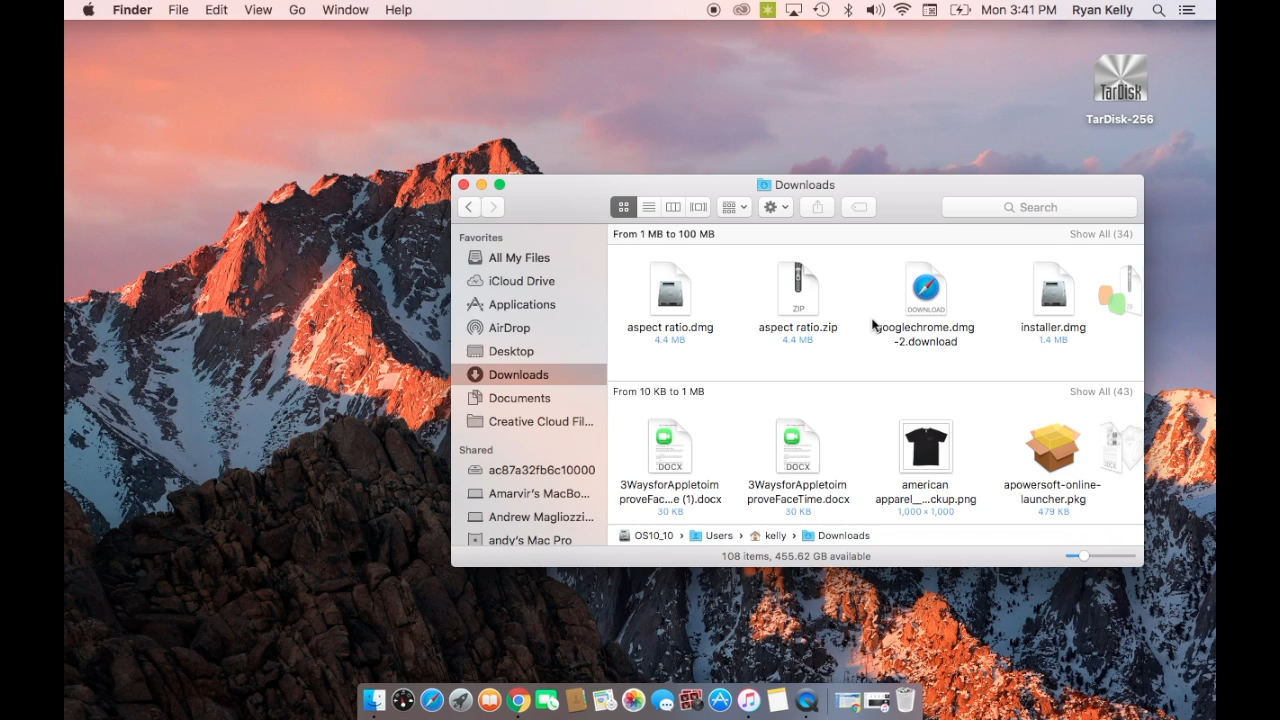 Finder File Edit View Go Window Help Mon 3:41 PM Ryan Kelly
TarDisk
TarDisk-256
Downloads
Search
Favorites
All My Files
iCloud Drive
Applications
AirDrop
Desktop
Downloads
Documents
Creative Cloud Fil...
Shared
ac87a32fb6c10000
Amarvir's MacBo...
Andrew Magliozzi...
andy's Mac Pro
From 1 MB to 100 MB Show All (34)
ZIP
DOWNLOAD
aspect ratio.dmg
4.4 MB
aspect ratio.zip
4.4 MB
googlechrome.dmg
-2.download
installer.dmg
1.4 MB
From 10 KB to 1 MB Show All (43)
DOCX
DOCX
3WaysforAppletoim
proveFac...e (1).docx
30 KB
3WaysforAppletoim
proveFaceTime.docx
30 KB
american
apparel__...ckup.png
1,000 × 1,000
apowersoft-online-
launcher.pkg
479 KB
OS10_10 › Users › kelly › Downloads
108 items, 455.62 GB available